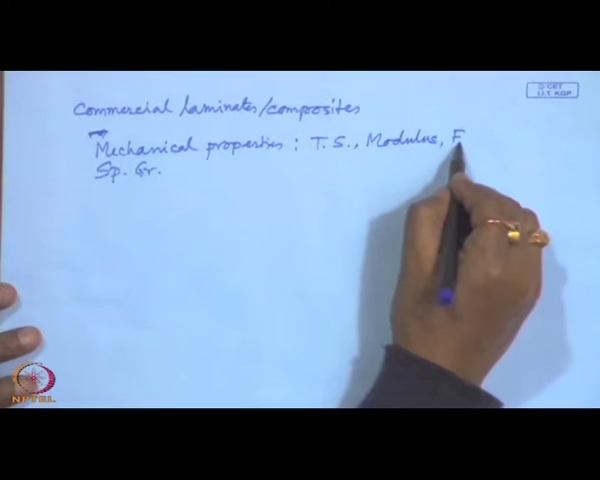 © CET
I.I.T. KGP
Commercial laminates/composites
Mechanical properties : T.S., Modulus, F
Sp. Gr.
NPTEL